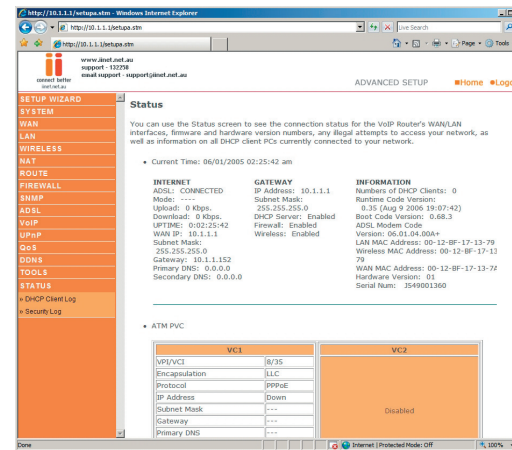 http://10.1.1.1/setupa.stm - Windows Internet Explorer
http://10.1.1.1/setupa.stm
Live Search
http://10.1.1.1/setupa.stm
Page
Tools
www.iinet.net.au
support - 132258
email support - support@iinet.net.au
connect better
iinet.net.au
ADVANCED SETUP
Home
Logo
SETUP WIZARD
SYSTEM
WAN
LAN
WIRELESS
NAT
ROUTE
FIREWALL
SNMP
ADSL
VoIP
UPnP
QoS
DDNS
TOOLS
STATUS
» DHCP Client Log
» Security Log
Status
You can use the Status screen to see the connection status for the VoIP Router's WAN/LAN
interfaces, firmware and hardware version numbers, any illegal attempts to access your network, as
well as information on all DHCP client PCs currently connected to your network.
• Current Time: 06/01/2005 02:25:42 am
INTERNET
ADSL: CONNECTED
Mode: ----
Upload: 0 Kbps.
Download: 0 Kbps.
UPTIME: 0:02:25:42
WAN IP: 10.1.1.1
Subnet Mask:
255.255.255.0
Gateway: 10.1.1.152
Primary DNS: 0.0.0.0
Secondary DNS: 0.0.0.0
GATEWAY
IP Address: 10.1.1.1
Subnet Mask:
255.255.255.0
DHCP Server: Enabled
Firewall: Enabled
Wireless: Enabled
INFORMATION
Numbers of DHCP Clients: 0
Runtime Code Version:
0.35 (Aug 9 2006 19:07:42)
Boot Code Version: 0.68.3
ADSL Modem Code
Version: 06.01.04.00A+
LAN MAC Address: 00-12-BF-17-13-79
Wireless MAC Address: 00-12-BF-17-13
79
WAN MAC Address: 00-12-BF-17-13-7A
Hardware Version: 01
Serial Num: J549001360
• ATM PVC
VC1
VPI/VCI 8/35
Encapsulation LLC
Protocol PPPoE
IP Address Down
Subnet Mask ---
Gateway ---
Primary DNS ---
VC2
Disabled
Done
Internet | Protected Mode: Off
100%